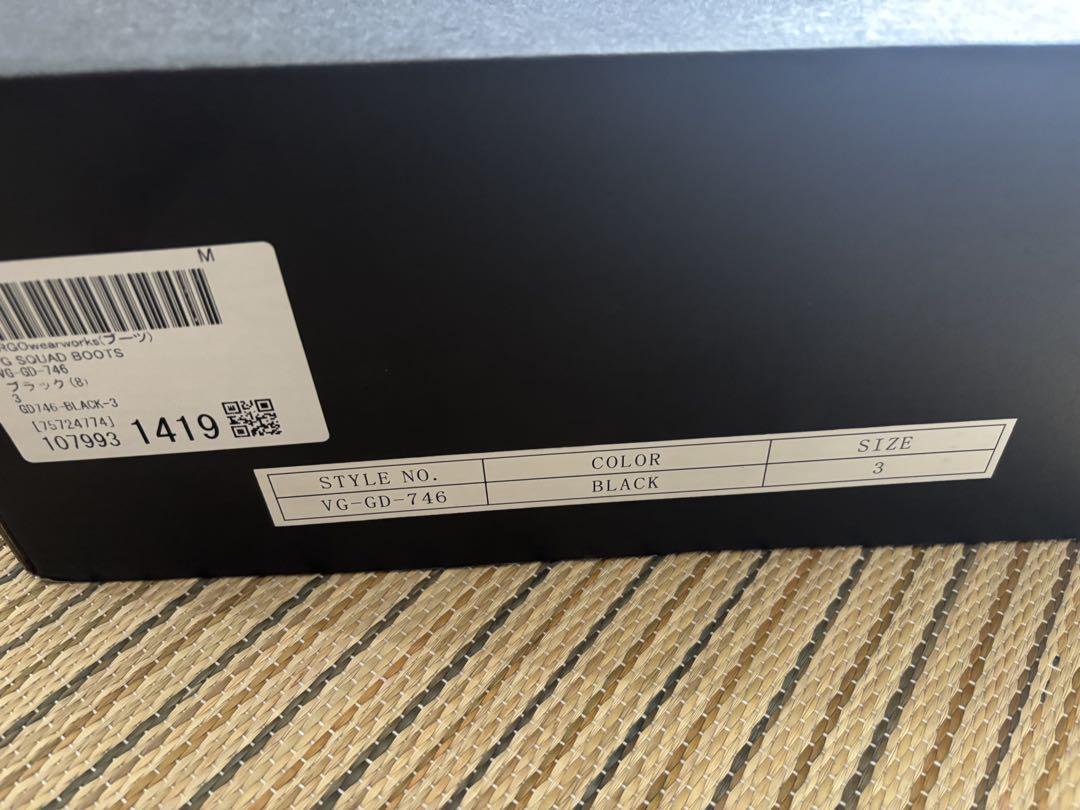 M
RGOwearworks(ブーツ)
G SQUAD BOOTS
VG-GD-746
ブラック(8)
3
GD746-BLACK-3
[75724774]
107993 1419
STYLE NO. COLOR SIZE
VG-GD-746 BLACK 3